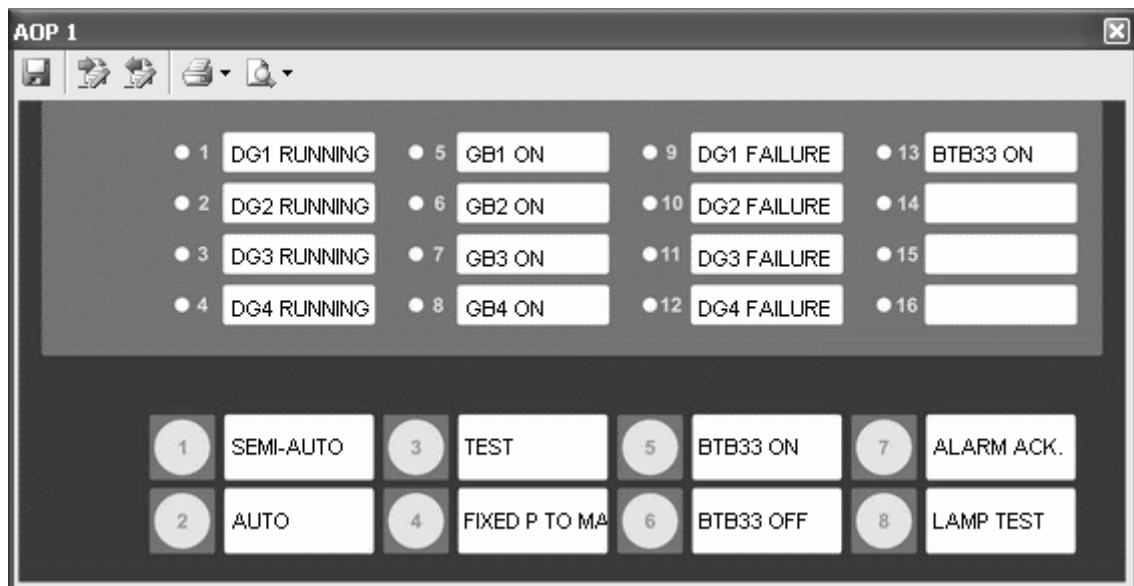 AOP 1
1 DG1 RUNNING 5 GB1 ON 9 DG1 FAILURE 13 BTB33 ON
2 DG2 RUNNING 6 GB2 ON 10 DG2 FAILURE 14
3 DG3 RUNNING 7 GB3 ON 11 DG3 FAILURE 15
4 DG4 RUNNING 8 GB4 ON 12 DG4 FAILURE 16
1 SEMI-AUTO 3 TEST 5 BTB33 ON 7 ALARM ACK.
2 AUTO 4 FIXED P TO MA 6 BTB33 OFF 8 LAMP TEST